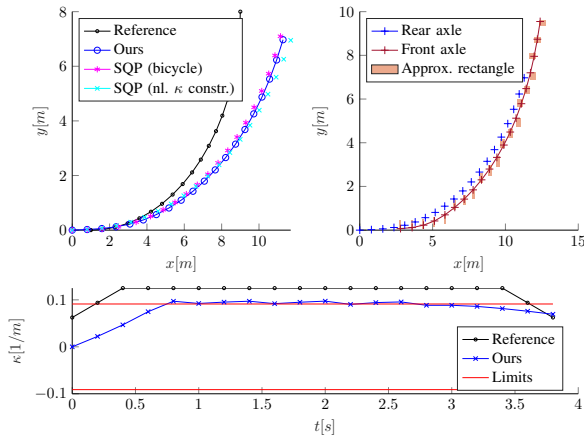 Reference
Ours
SQP (bicycle)
SQP (nl. κ constr.)
8
6
4
2
0
y[m]
0 2 4 6 8 10
x[m]
Rear axle
Front axle
Approx. rectangle
10
8
6
4
2
0
y[m]
0 5 10 15
x[m]
0.1
0
−0.1
κ[1/m]
Reference
Ours
Limits
0 0.5 1 1.5 2 2.5 3 3.5 4
t[s]